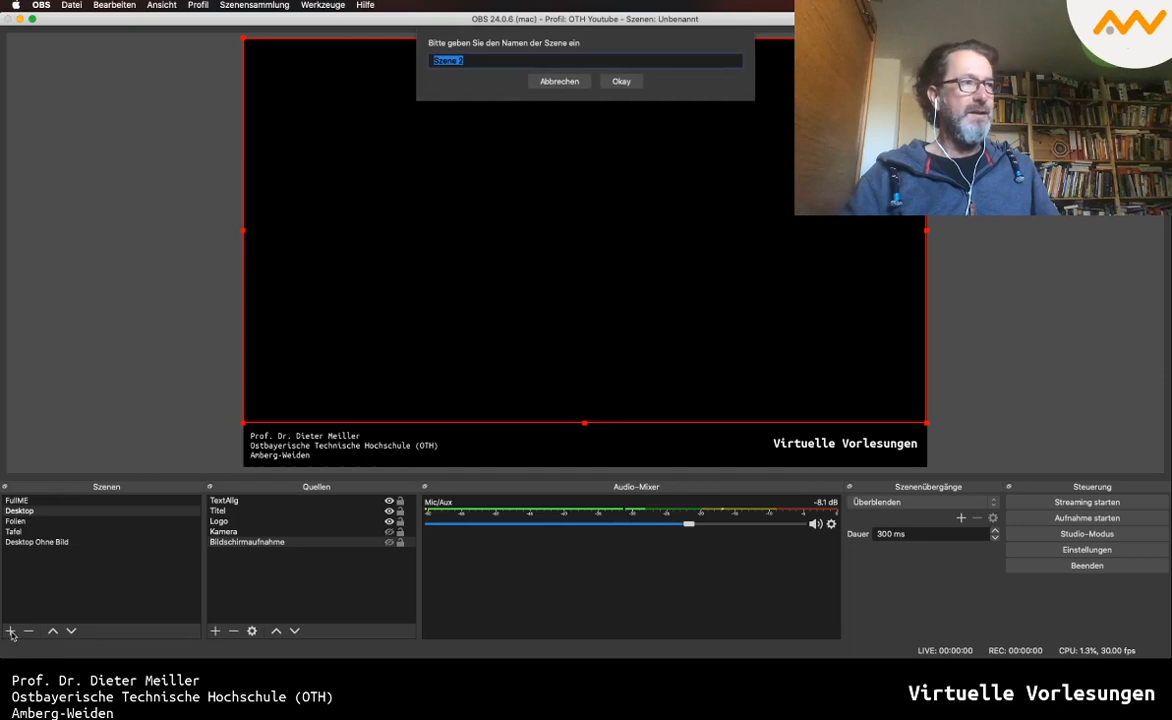 OBS Datei Bearbeiten Ansicht Profil Szenensammlung Werkzeuge Hilfe
OBS 24.0.6 (mac) - Profil: OTH Youtube - Szenen: Unbenannt
Bitte geben Sie den Namen der Szene ein
Szene 2
Abbrechen Okay
Prof. Dr. Dieter Meiller
Ostbayerische Technische Hochschule (OTH)
Amberg-Weiden
Virtuelle Vorlesungen
Szenen
FullME
Desktop
Folien
Tafel
Desktop Ohne Bild
Quellen
TextAllg
Titel
Logo
Kamera
Bildschirmaufnahme
Audio-Mixer
Mic/Aux -8.1 dB
Szenenübergänge
Überblenden
Dauer 300 ms
Steuerung
Streaming starten
Aufnahme starten
Studio-Modus
Einstellungen
Beenden
LIVE: 00:00:00 REC: 00:00:00 CPU: 1.3%, 30.00 fps
Prof. Dr. Dieter Meiller
Ostbayerische Technische Hochschule (OTH)
Amberg-Weiden
Virtuelle Vorlesungen